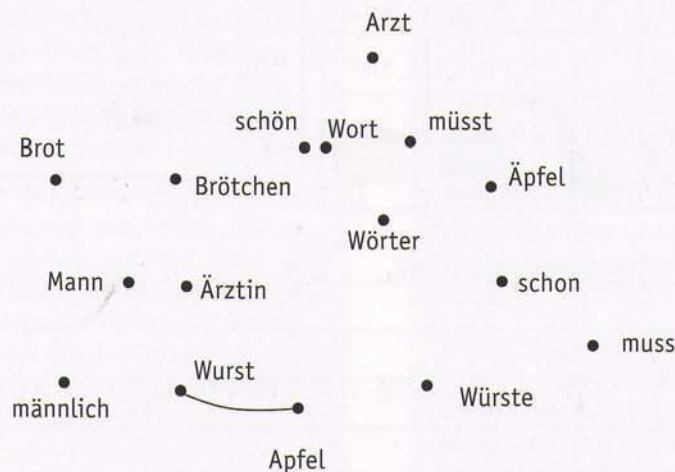 Arzt
schön Wort müsst
Brot
Brötchen Äpfel
Wörter
Mann Ärztin schon
muss
Wurst
männlich Würste
Apfel